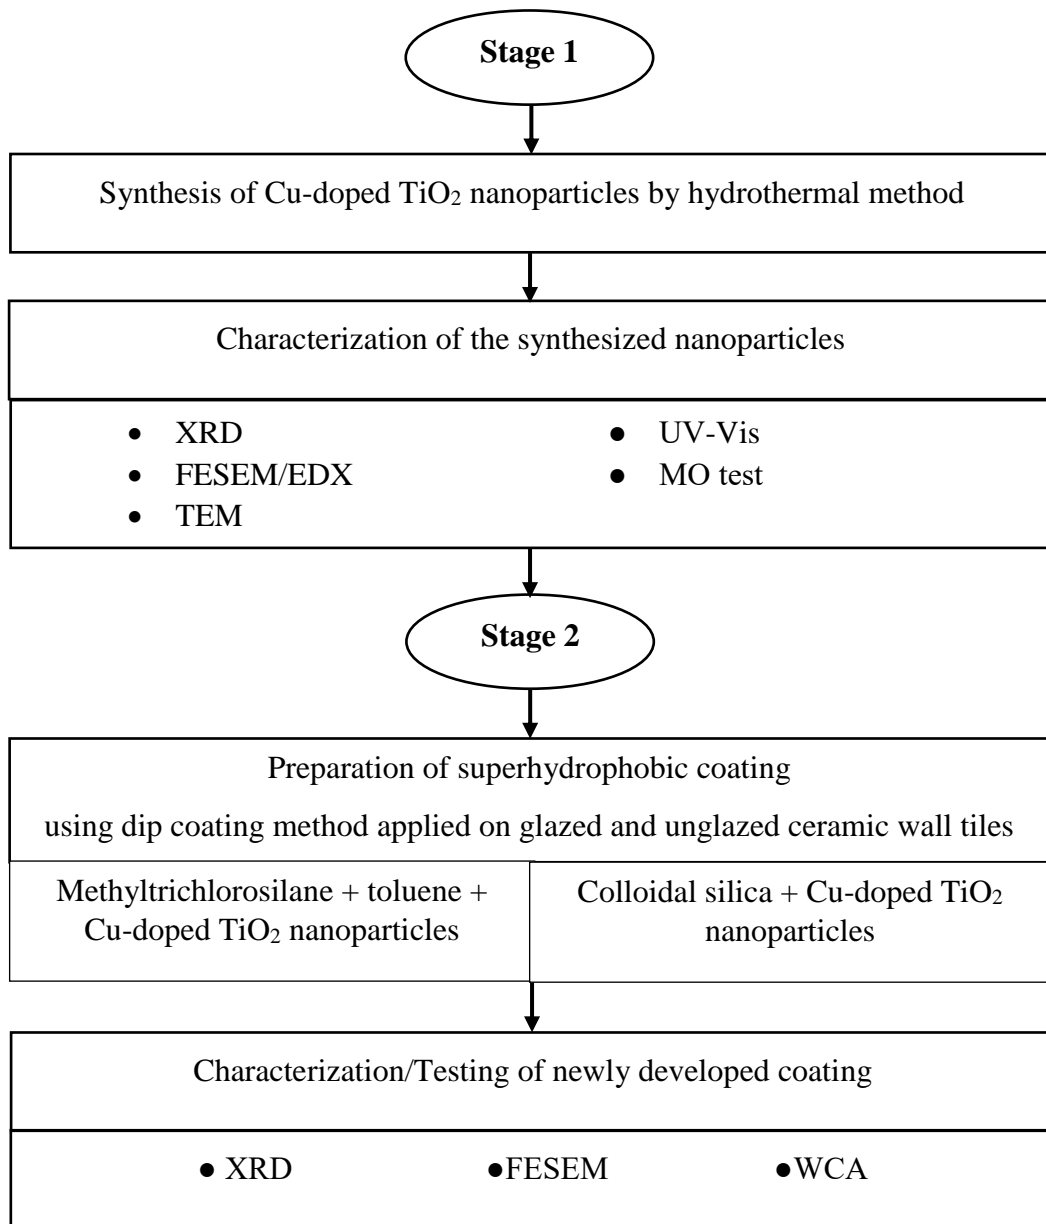 Stage 1
Synthesis of Cu-doped TiO₂ nanoparticles by hydrothermal method
Characterization of the synthesized nanoparticles
● XRD
● FESEM/EDX
● TEM
● UV-Vis
● MO test
Stage 2
Preparation of superhydrophobic coating
using dip coating method applied on glazed and unglazed ceramic wall tiles
Methyltrichlorosilane + toluene +
Cu-doped TiO₂ nanoparticles
Colloidal silica + Cu-doped TiO₂
nanoparticles
Characterization/Testing of newly developed coating
● XRD ●FESEM ●WCA